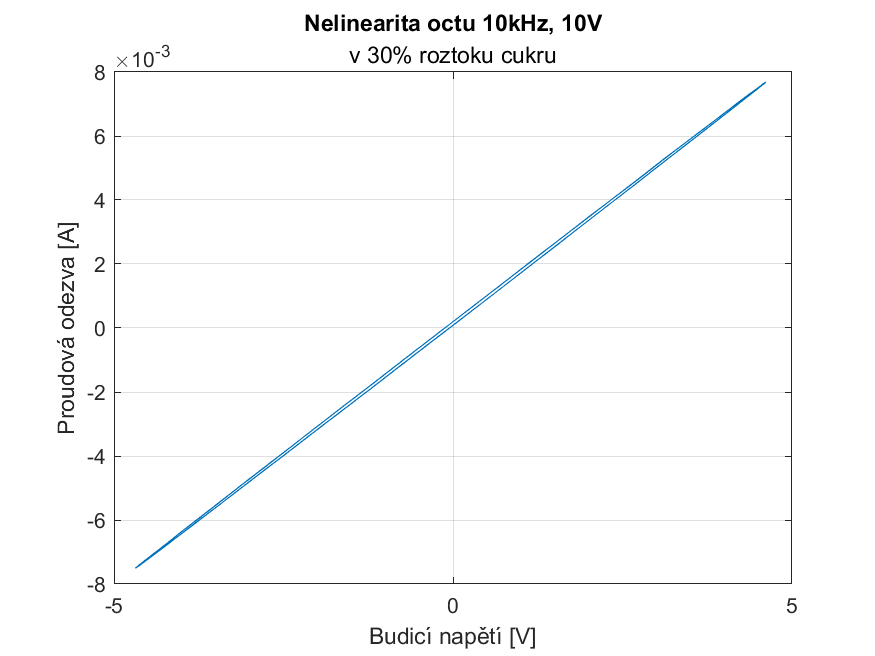 Nelinearita octu 10kHz, 10V
v 30% roztoku cukru
×10-3
8
6
4
2
0
-2
-4
-6
-8
Proudová odezva [A]
-5 0 5
Budicí napětí [V]